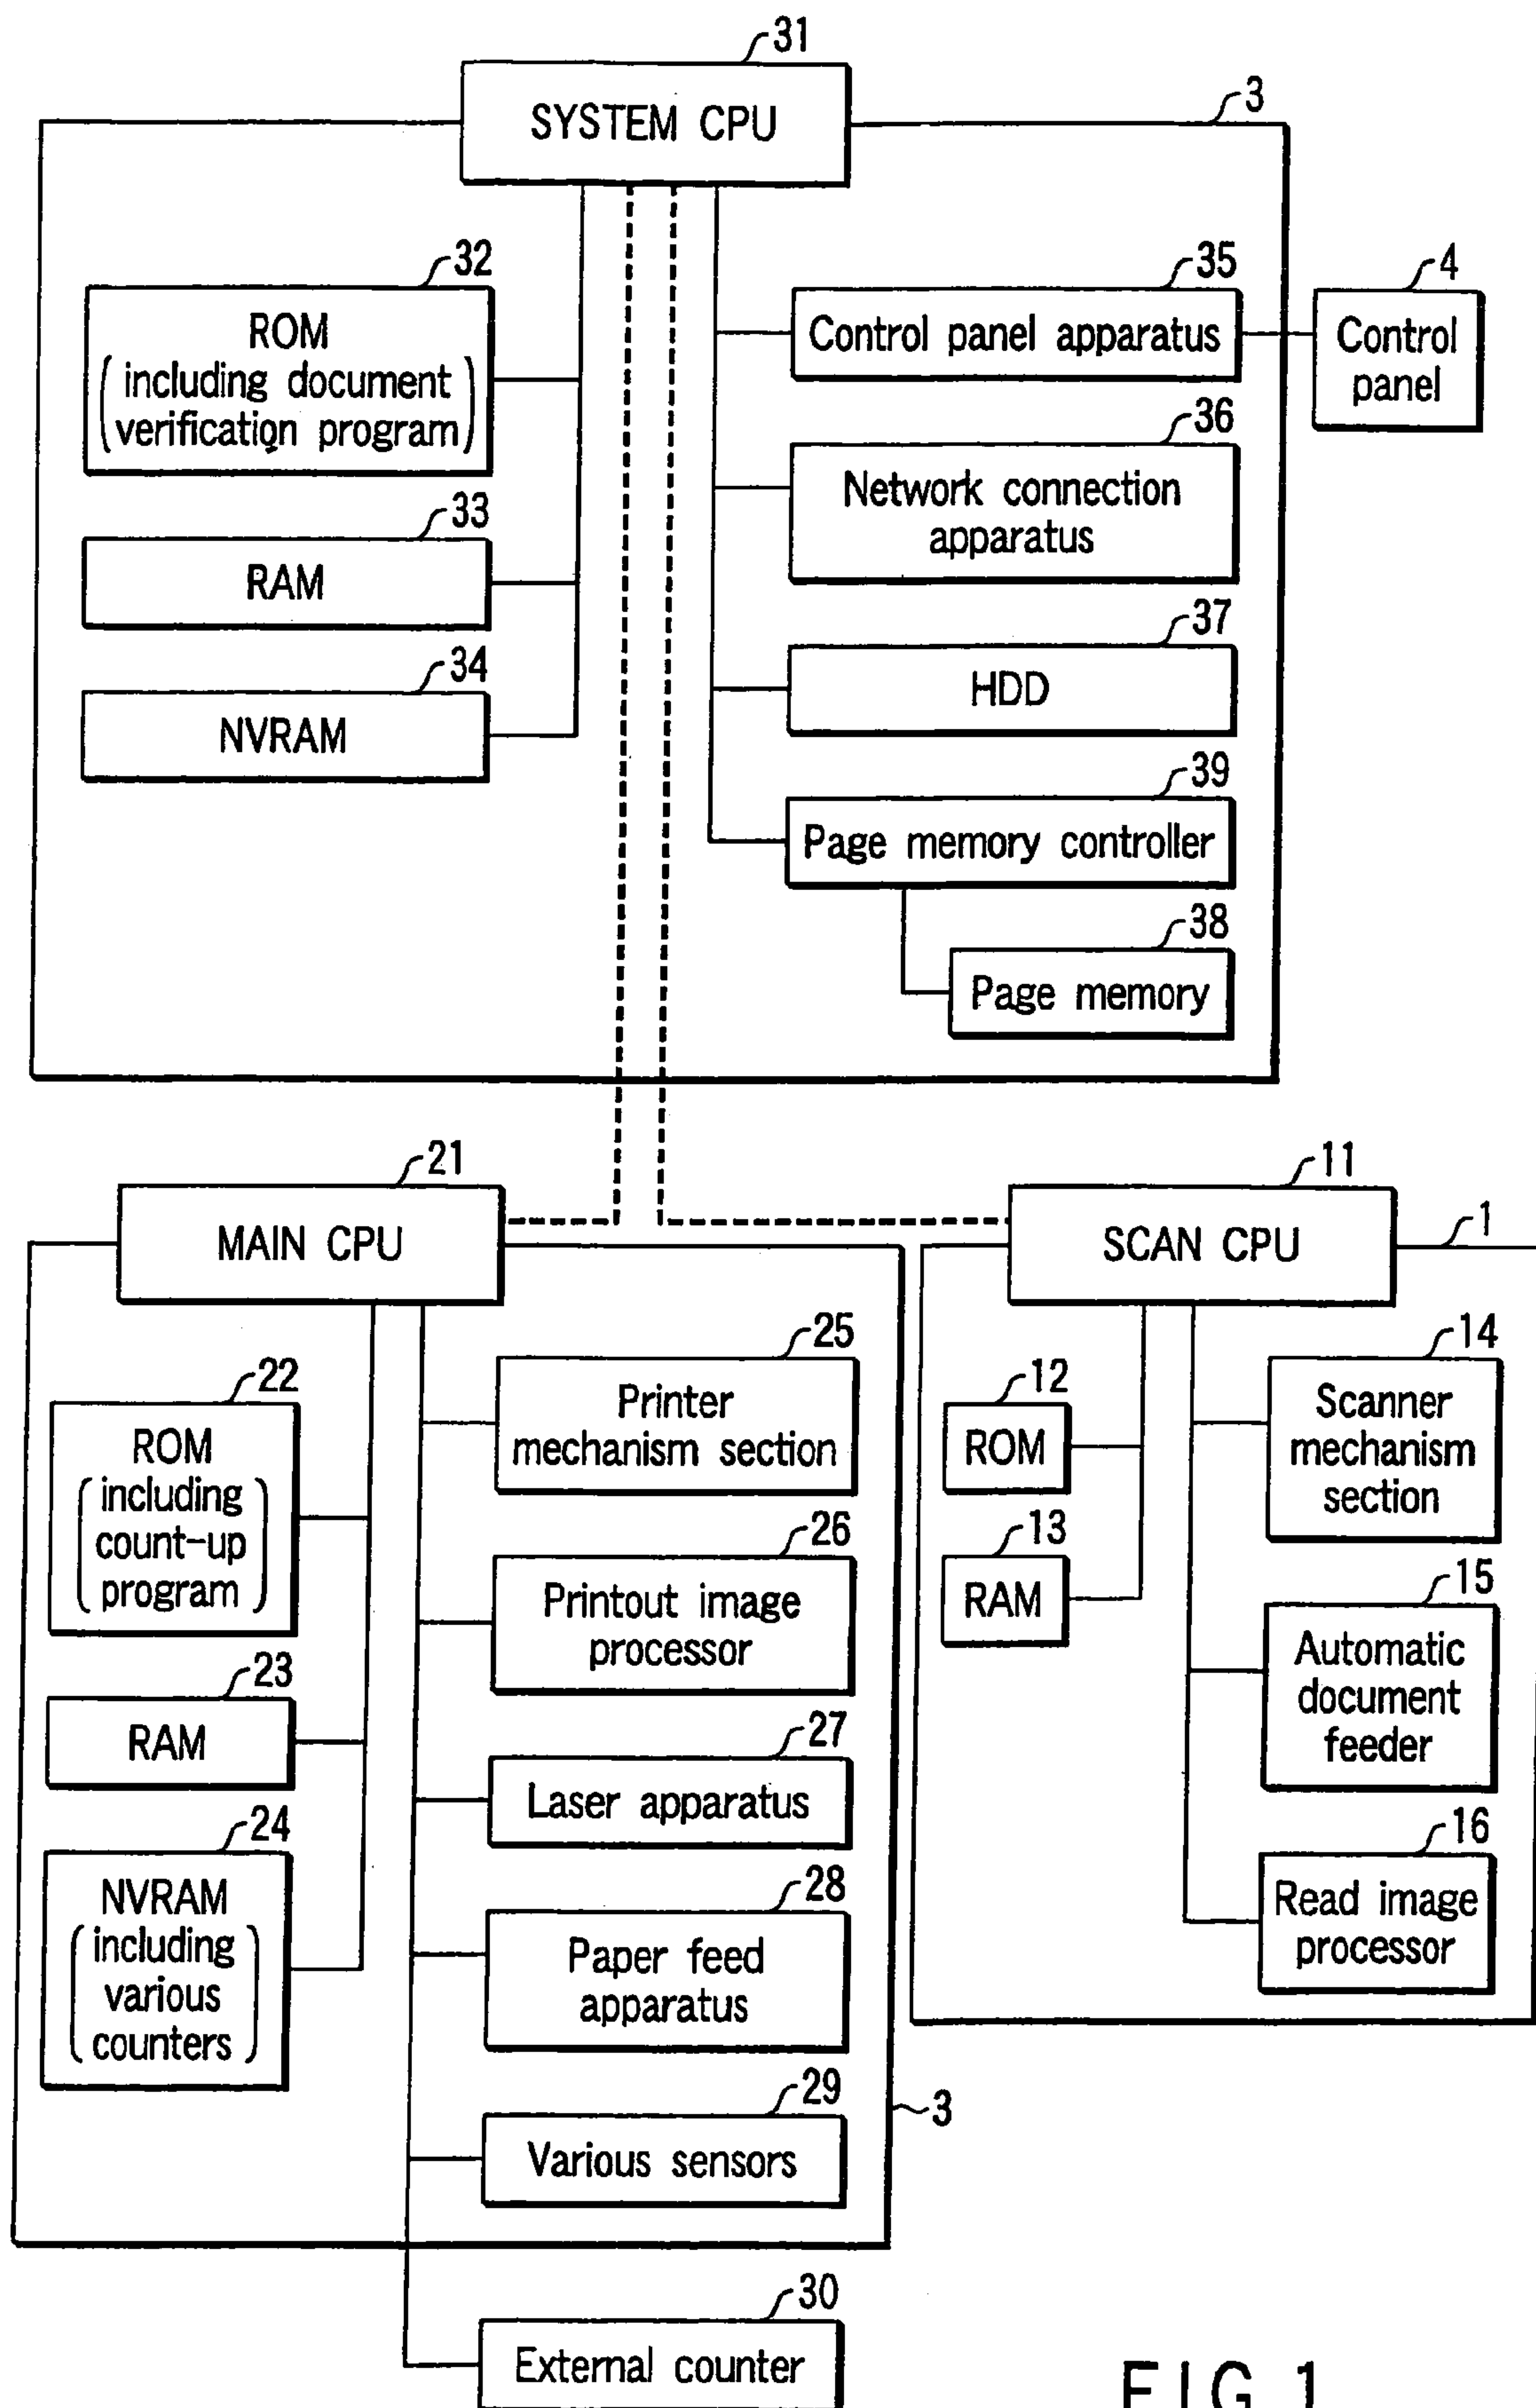 31
SYSTEM CPU
3
32
ROM
(including document
verification program)
33
RAM
34
NVRAM
35
Control panel apparatus
4
Control
panel
36
Network connection
apparatus
37
HDD
39
Page memory controller
38
Page memory
21
MAIN CPU
22
ROM
(including
count-up
program)
23
RAM
24
NVRAM
(including
various
counters)
25
Printer
mechanism section
26
Printout image
processor
27
Laser apparatus
28
Paper feed
apparatus
29
Various sensors
3
30
External counter
11
SCAN CPU
1
12
ROM
13
RAM
14
Scanner
mechanism
section
15
Automatic
document
feeder
16
Read image
processor
FIG. 1